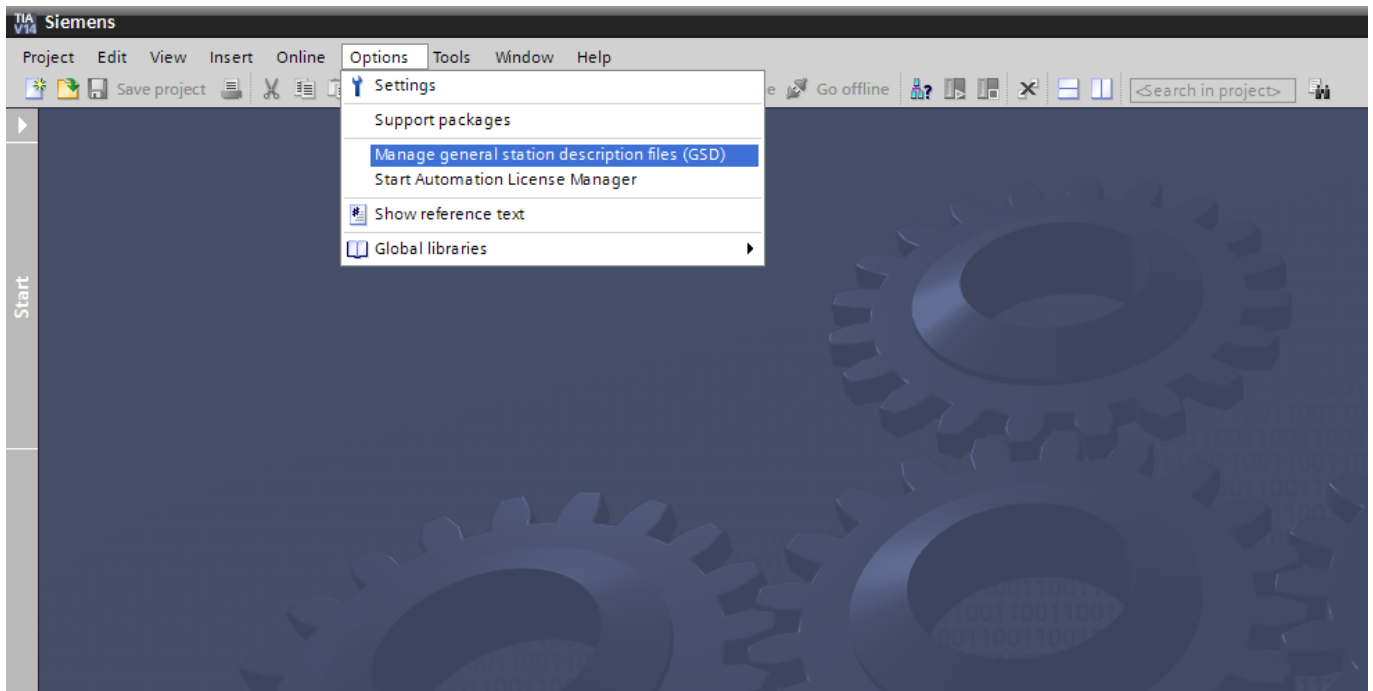 TIA V14 Siemens
Project Edit View Insert Online Options Tools Window Help
Save project
e Go offline <Search in project>
Settings
Support packages
Manage general station description files (GSD)
Start Automation License Manager
Show reference text
Global libraries
Start